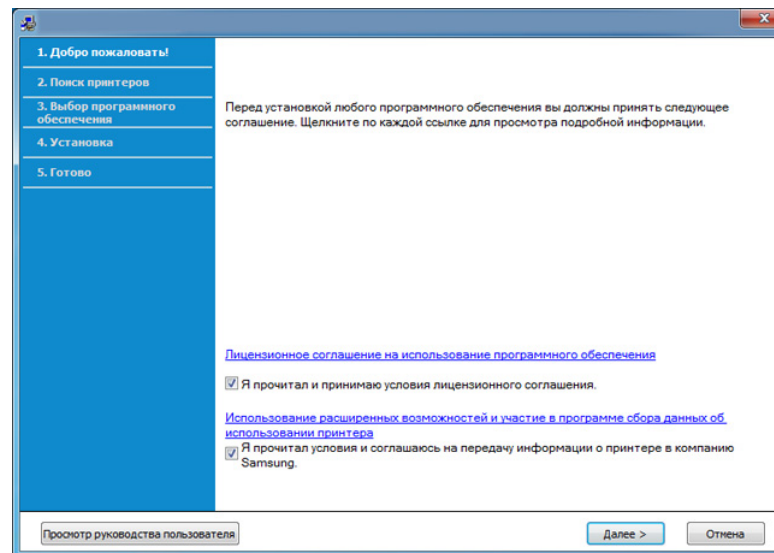 1. Добро пожаловать!
2. Поиск принтеров
3. Выбор программного
обеспечения
4. Установка
5. Готово
Перед установкой любого программного обеспечения вы должны принять следующее
соглашение. Щелкните по каждой ссылке для просмотра подробной информации.
Лицензионное соглашение на использование программного обеспечения
Я прочитал и принимаю условия лицензионного соглашения.
Использование расширенных возможностей и участие в программе сбора данных об
использовании принтера
Я прочитал условия и соглашаюсь на передачу информации о принтере в компанию
Samsung.
Просмотр руководства пользователя
Далее >
Отмена